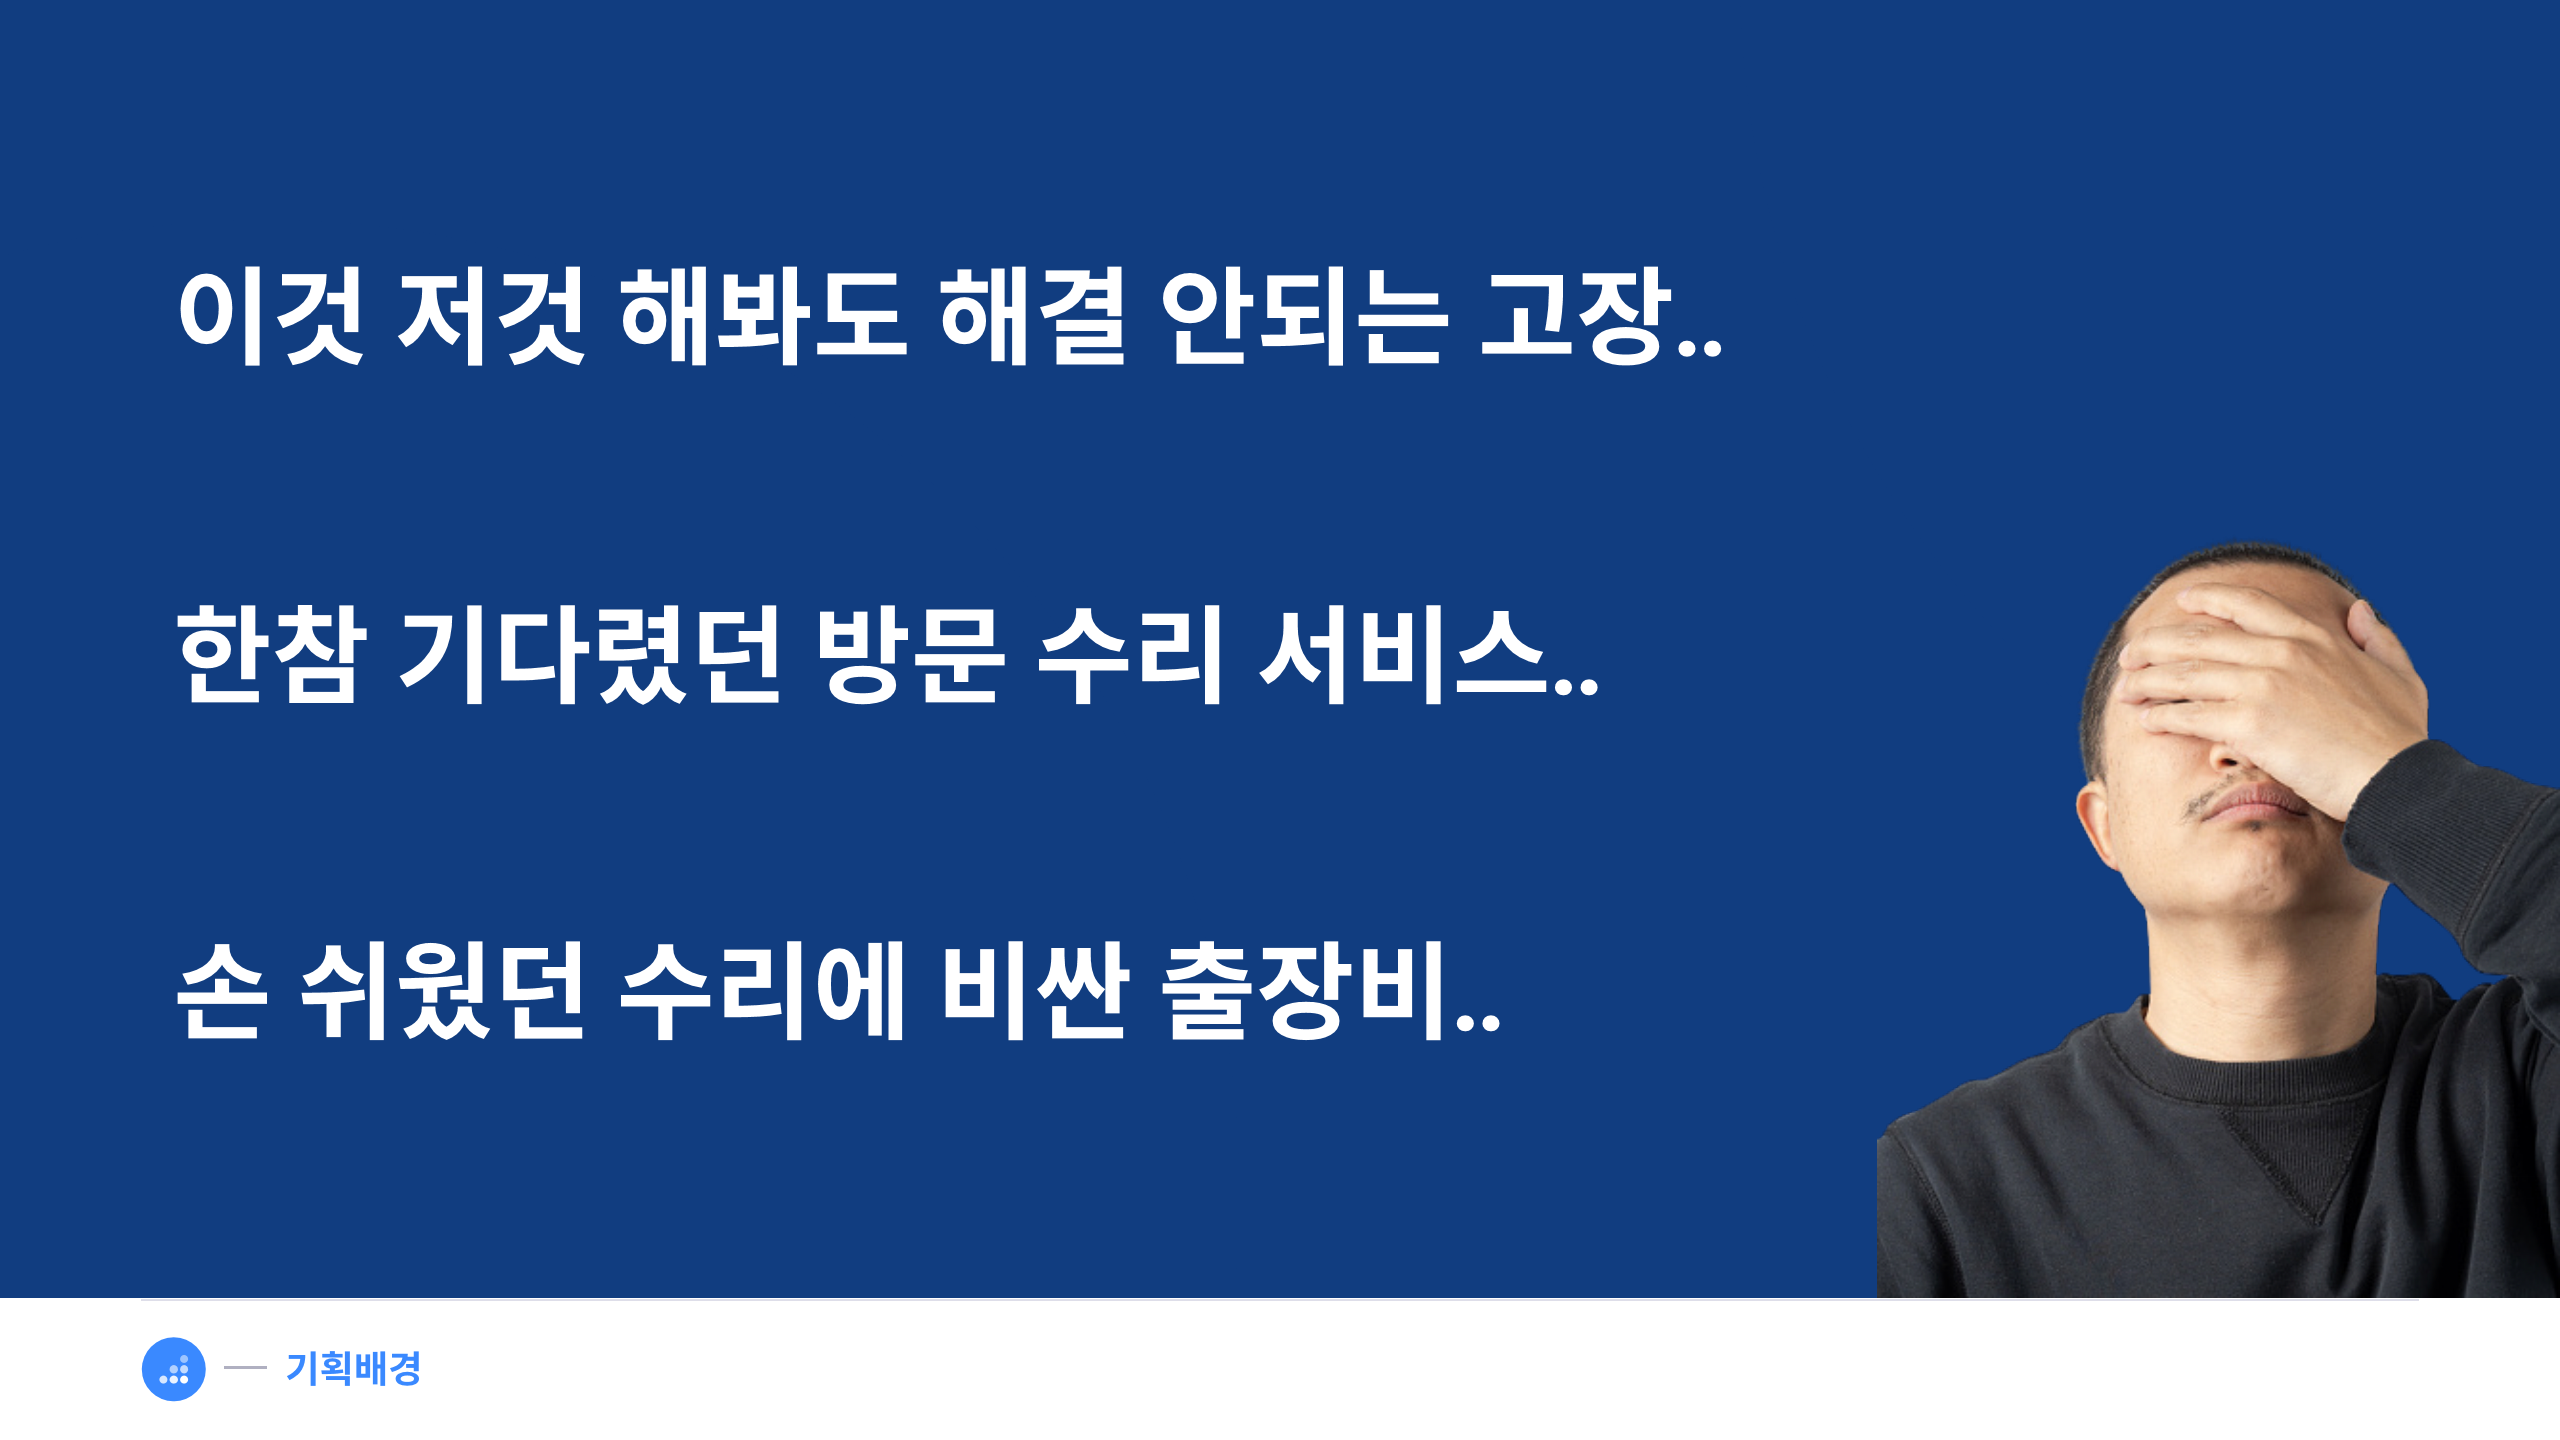 이것 저것 해봐도 해결 안되는 고장..
한참 기다렸던 방문 수리 서비스..
손 쉬웠던 수리에 비싼 출장비..
기획배경